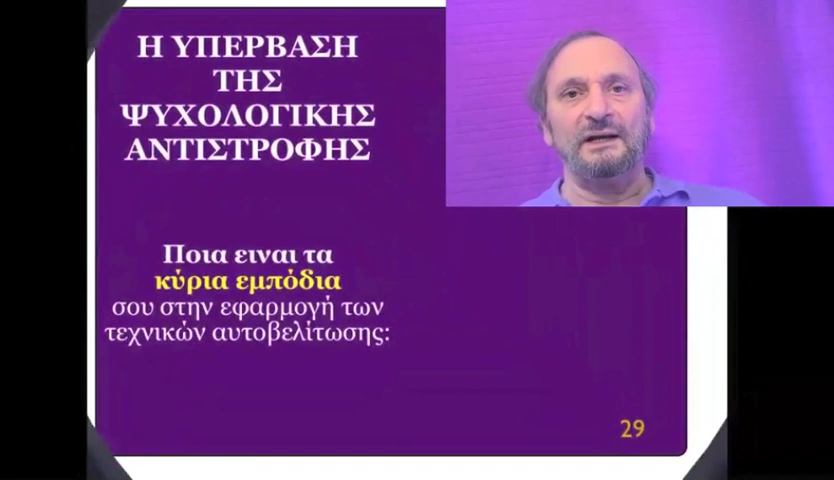 Η ΥΠΕΡΒΑΣΗ
ΤΗΣ
ΨΥΧΟΛΟΓΙΚΗΣ
ΑΝΤΙΣΤΡΟΦΗΣ
Ποια ειναι τα
κύρια εμπόδια
σου στην εφαρμογή των
τεχνικών αυτοβελίτωσης:
29